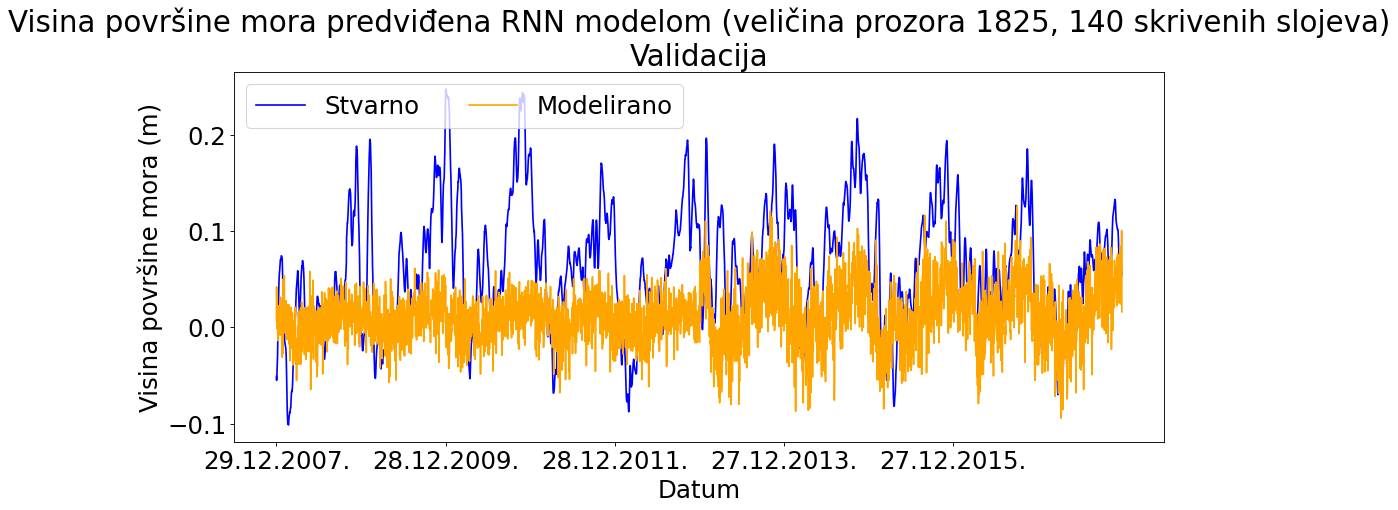 Visina površine mora predviđena RNN modelom (veličina prozora 1825, 140 skrivenih slojeva)
Validacija
Stvarno Modelirano
Visina površine mora (m)
0.2
0.1
0.0
−0.1
29.12.2007. 28.12.2009. 28.12.2011. 27.12.2013. 27.12.2015.
Datum